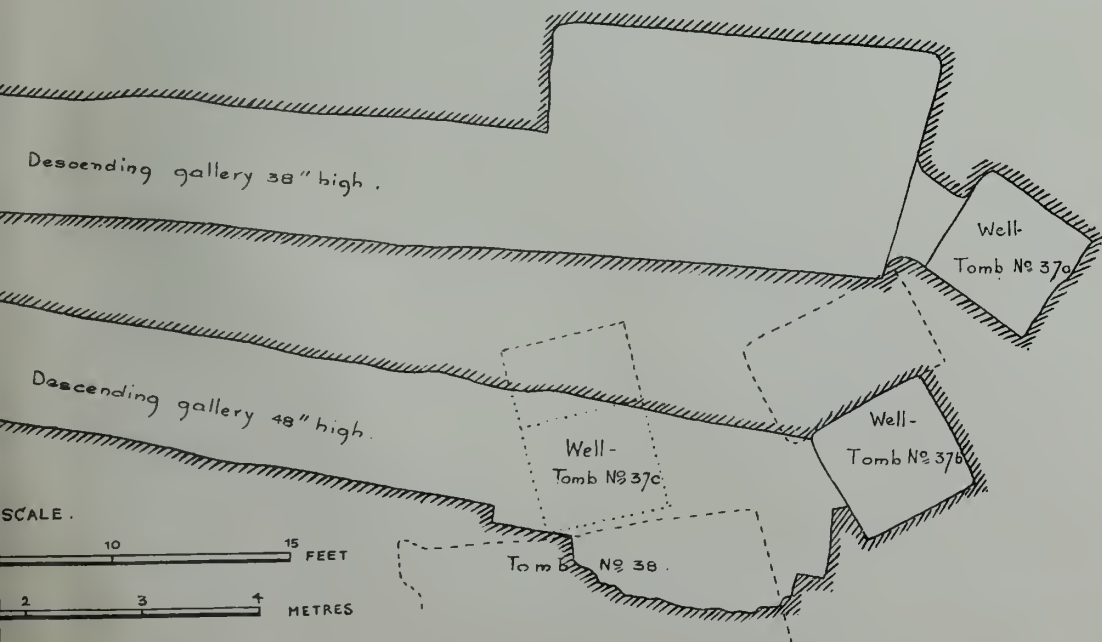 Descending gallery 38" high.
Well-
Tomb No 37a
Descending gallery 48" high.
Well-
Tomb No 37b
Well-
Tomb No 37c
Tomb No 38.
SCALE.
10 15 FEET
2 3 4 METRES